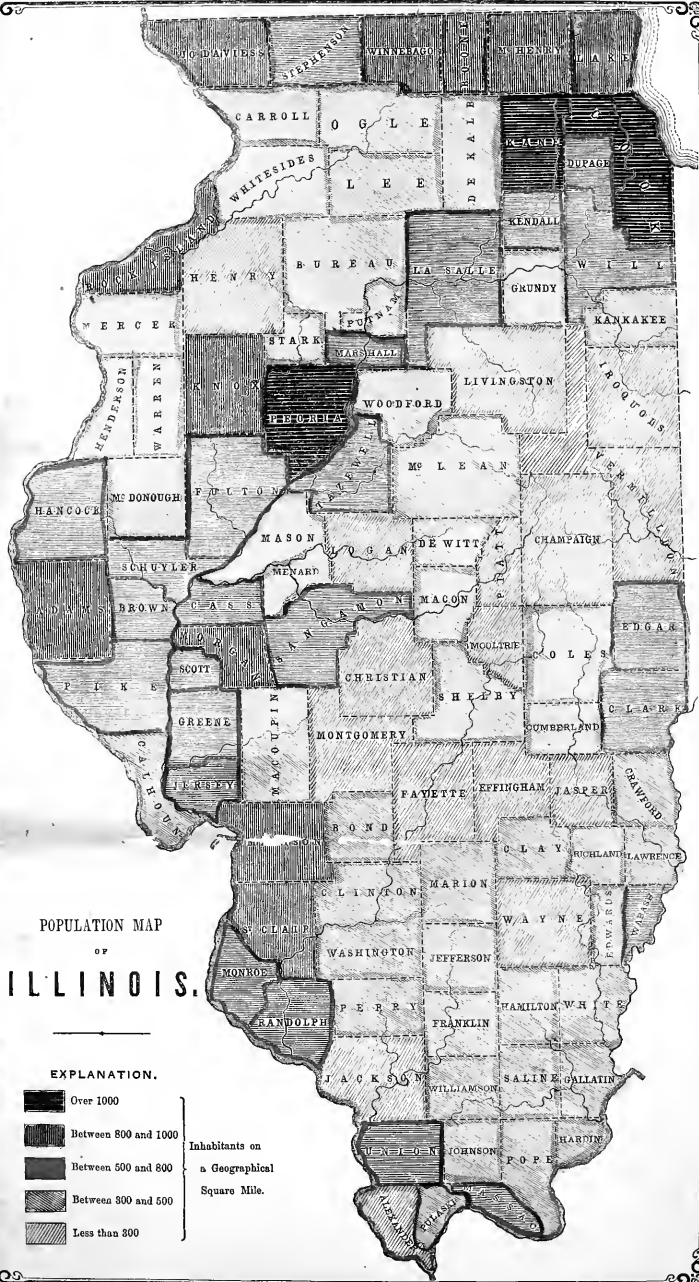 JO DAVIESS
STEPHENSON
WINNEBAGO
BOONE
McHENRY
LAKE
CARROLL
OGLE
DE KALB
KANE
COOK
DUPAGE
WHITESIDES
LEE
KENDALL
WILL
ROCK ISLAND
HENRY
BUREAU
LA SALLE
GRUNDY
KANKAKEE
PUTNAM
MERCER
STARK
MARSHALL
LIVINGSTON
IROQUOIS
HENDERSON
WARREN
KNOX
PEORIA
WOODFORD
TAZEWELL
McLEAN
VERMILLION
HANCOCK
McDONOUGH
FULTON
MASON
LOGAN
DE WITT
PIATT
CHAMPAIGN
SCHUYLER
MENARD
ADAMS
BROWN
CASS
SANGAMON
MACON
MOULTRIE
COLES
EDGAR
MORGAN
SCOTT
PIKE
CHRISTIAN
SHELBY
CLARK
GREENE
MACOUPIN
MONTGOMERY
CUMBERLAND
CALHOUN
JERSEY
FAYETTE
EFFINGHAM
JASPER
CRAWFORD
BOND
CLAY
RICHLAND
LAWRENCE
CLINTON
MARION
WAYNE
EDWARDS
ST CLAIR
WASHINGTON
JEFFERSON
MONROE
RANDOLPH
PERRY
FRANKLIN
HAMILTON
WHITE
JACKSON
WILLIAMSON
SALINE
GALLATIN
UNION
JOHNSON
POPE
HARDIN
ALEXANDER
PULASKI
POPULATION MAP
OF
ILLINOIS.
EXPLANATION.
Over 1000
Between 800 and 1000
Between 500 and 800
Between 300 and 500
Less than 300
Inhabitants on
a Geographical
Square Mile.